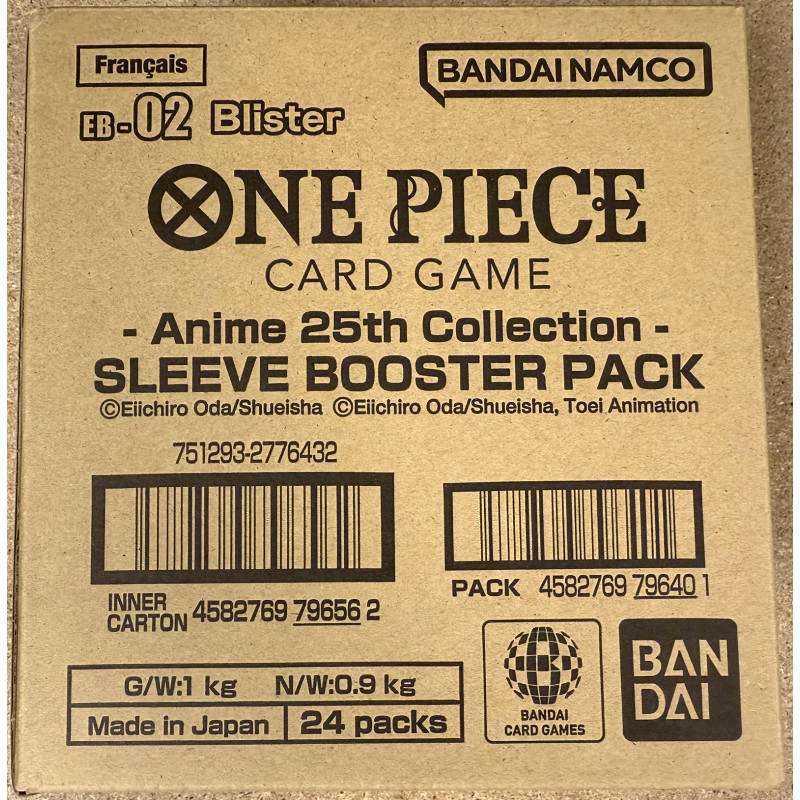 Français
BANDAI NAMCO
EB-02 Blister
ONE PIECE
CARD GAME
- Anime 25th Collection -
SLEEVE BOOSTER PACK
©Eiichiro Oda/Shueisha ©Eiichiro Oda/Shueisha, Toei Animation
751293-2776432
INNER
CARTON 4582769 79656 2
PACK 4582769 79640 1
G/W:1 kg N/W:0.9 kg
Made in Japan 24 packs
BANDAI
CARD GAMES
BAN
DAI